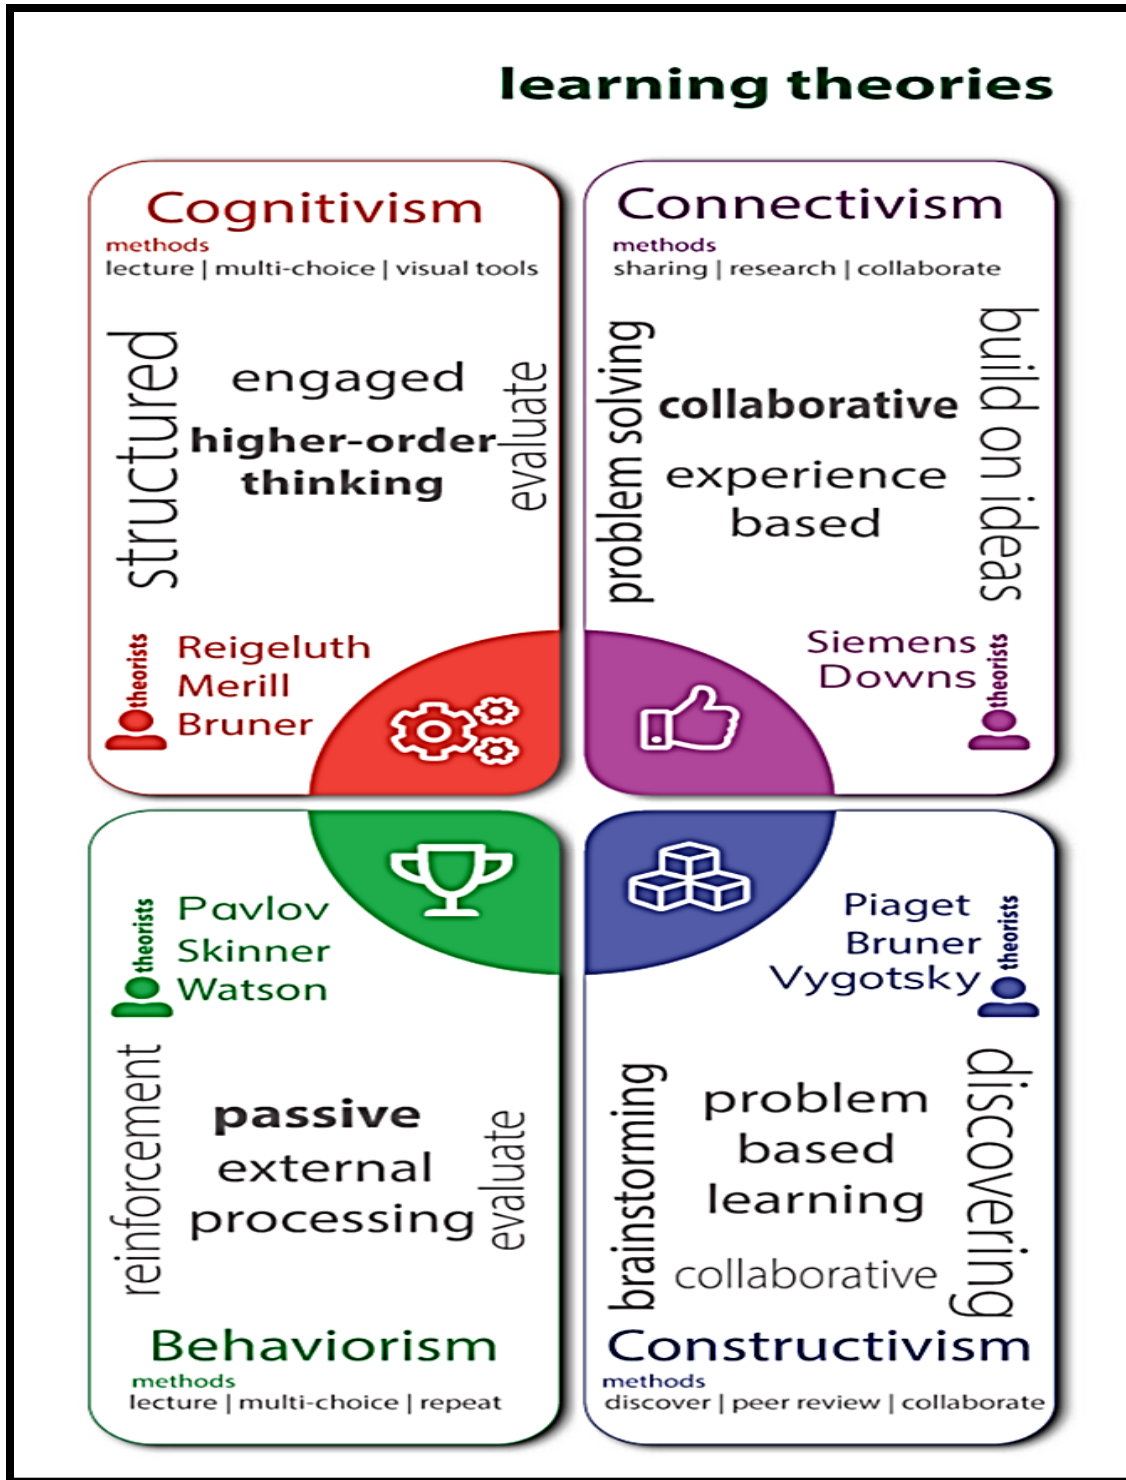 learning theories
Cognitivism
methods
lecture | multi-choice | visual tools
structured
engaged
higher-order
thinking
evaluate
theorists
Reigeluth
Merill
Bruner
Connectivism
methods
sharing | research | collaborate
problem solving
collaborative
experience
based
build on ideas
Siemens
Downs
theorists
theorists
Pavlov
Skinner
Watson
reinforcement
passive
external
processing
evaluate
Behaviorism
methods
lecture | multi-choice | repeat
Piaget
Bruner
Vygotsky
theorists
brainstorming
problem
based
learning
collaborative
discovering
Constructivism
methods
discover | peer review | collaborate